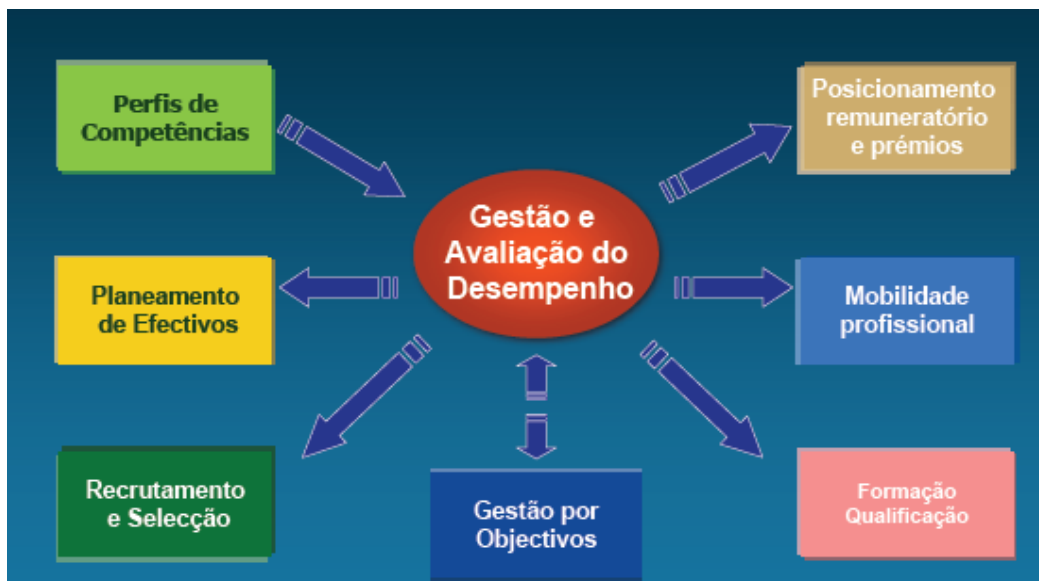 Perfis de
Competências
Posicionamento
remuneratório
e prémios
Gestão e
Avaliação do
Desempenho
Planeamento
de Efectivos
Mobilidade
profissional
Recrutamento
e Selecção
Gestão por
Objectivos
Formação
Qualificação